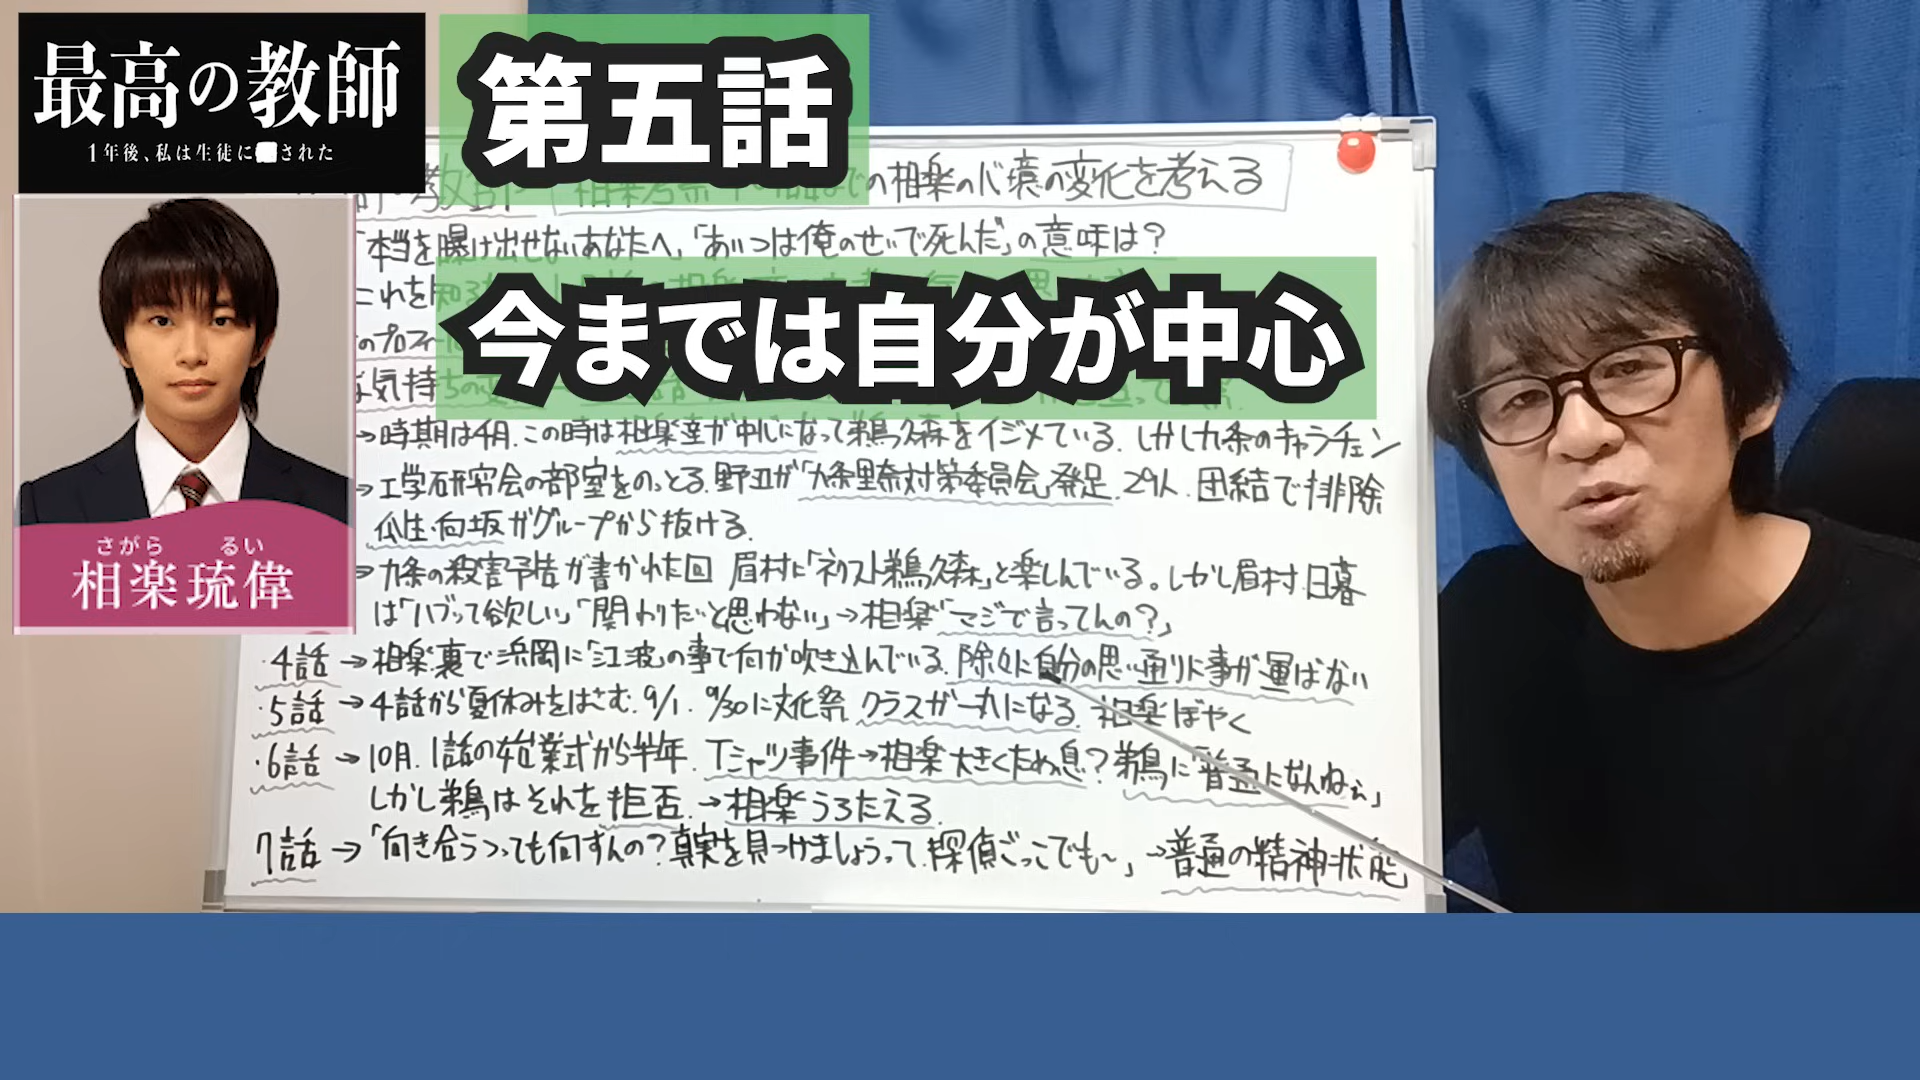 最高の教師
1年後、私は生徒に された
第五話
今までは自分が中心
さがら るい
相楽琉偉
の相楽の心境の変化を考える
「本当を曝け出せないあなたへ」「あいつは俺のせいで死んだ」の意味は?
これを
のプロフィ
気持ち
→時期は4月.この時は相楽達が中心になって鵜久森をイジメている.しかし九条のキャラチェン
→工学研究会の部室をのっとる.野辺が「九条里奈対策委員会」発足.29人.団結で排除
瓜生・向坂がグループから抜ける.
→九条の殺害予告が書かれた回 眉村に「ネクスト鵜久森」と楽しんでいる。しかし眉村.日暮
は「ハブって欲しい」「関わりたいと思わない」→相楽「マジで言ってんの?」
・4話→相楽裏で浜岡に「江波」の事で何か吹き込んでいる.除々に自分の思い通りに事が運ばない
・5話→4話から夏休みをはさむ.9/1.9/30に文化祭 クラスが一丸になる.相楽ぼやく
・6話→10月.1話の始業式から半年.Tシャツ事件→相楽大きくため息?鵜に「普通になんねぇ」
しかし鵜はそれを拒否.→相楽うろたえる.
7話→「向き合うっても何すんの?真実を見つけましょうって.探偵ごっこでも〜」→普通の精神状態